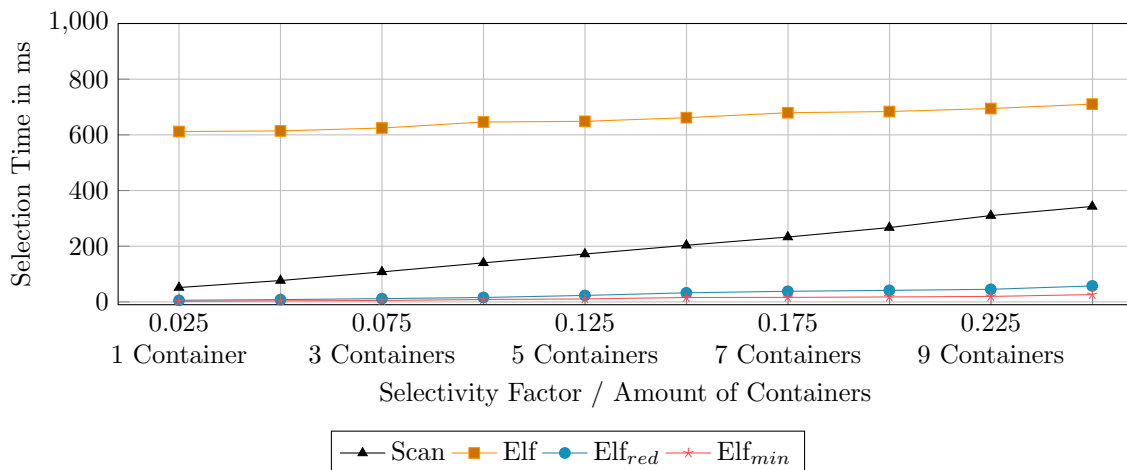 1,000
800
600
400
200
0
Selection Time in ms
0.025 0.075 0.125 0.175 0.225
1 Container 3 Containers 5 Containers 7 Containers 9 Containers
Selectivity Factor / Amount of Containers
Scan Elf Elfred Elfmin